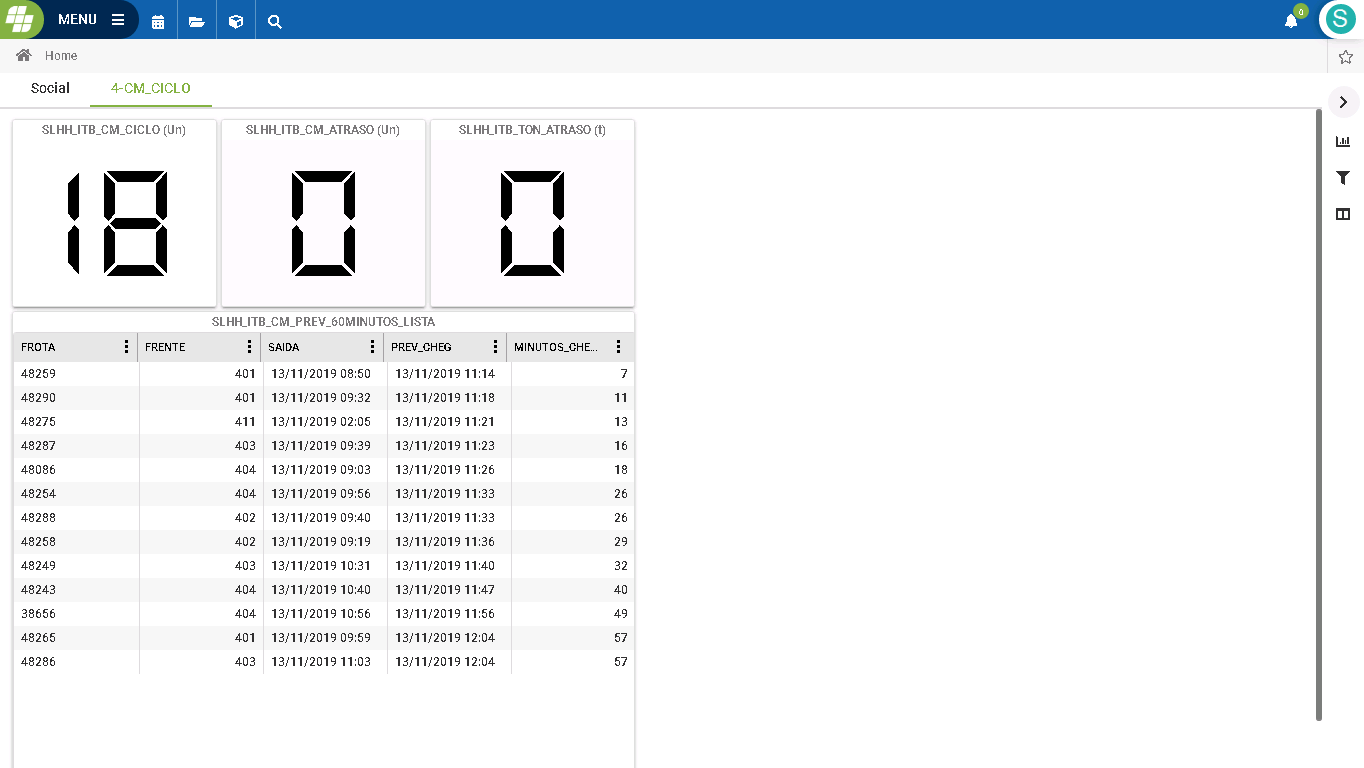 MENU
0
S
Home
Social 4-CM_CICLO
SLHH_ITB_CM_CICLO (Un) SLHH_ITB_CM_ATRASO (Un) SLHH_ITB_TON_ATRASO (t)
18 0 0
SLHH_ITB_CM_PREV_60MINUTOS_LISTA
FROTA FRENTE SAIDA PREV_CHEG MINUTOS_CHE...
48259 401 13/11/2019 08:50 13/11/2019 11:14 7
48290 401 13/11/2019 09:32 13/11/2019 11:18 11
48275 411 13/11/2019 02:05 13/11/2019 11:21 13
48287 403 13/11/2019 09:39 13/11/2019 11:23 16
48086 404 13/11/2019 09:03 13/11/2019 11:26 18
48254 404 13/11/2019 09:56 13/11/2019 11:33 26
48288 402 13/11/2019 09:40 13/11/2019 11:33 26
48258 402 13/11/2019 09:19 13/11/2019 11:36 29
48249 403 13/11/2019 10:31 13/11/2019 11:40 32
48243 404 13/11/2019 10:40 13/11/2019 11:47 40
38656 404 13/11/2019 10:56 13/11/2019 11:56 49
48265 401 13/11/2019 09:59 13/11/2019 12:04 57
48286 403 13/11/2019 11:03 13/11/2019 12:04 57